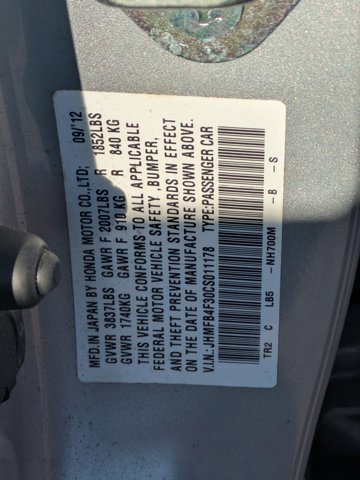 MFD. IN JAPAN BY HONDA MOTOR CO.,LTD; 09/'12
GVWR 3837LBS GAWR F 2007LBS R 1852LBS
GVWR 1740KG GAWR F 910 KG R 840 KG
THIS VEHICLE CONFORMS TO ALL APPLICABLE
FEDERAL MOTOR VEHICLE SAFETY ,BUMPER,
AND THEFT PREVENTION STANDARDS IN EFFECT
ON THE DATE OF MANUFACTURE SHOWN ABOVE.
V.I.N.:JHMFB4F30CS011178 TYPE:PASSENGER CAR
TR2 C LB5 -NH700M -B -S